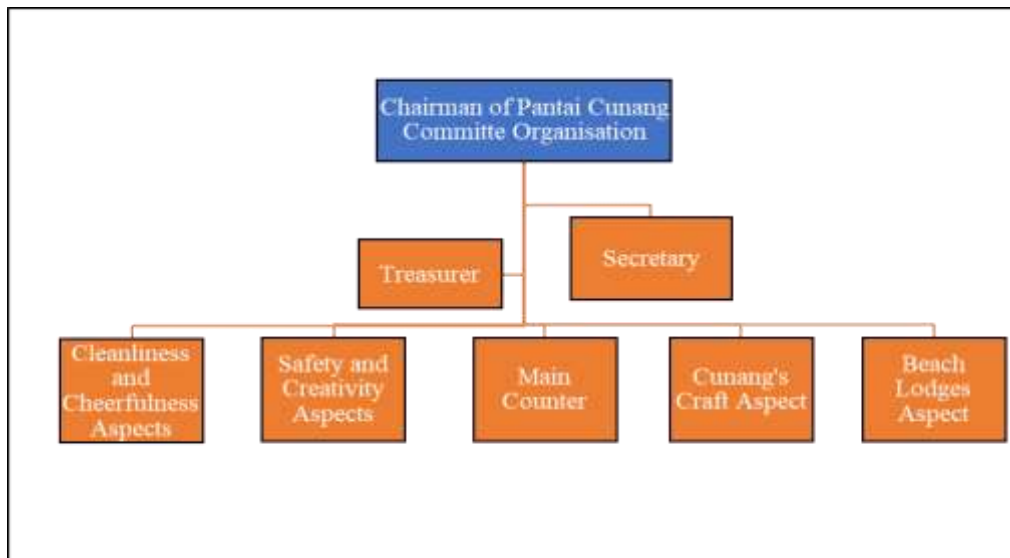 Chairman of Pantai Cunang
Committe Organisation
Secretary
Treasurer
Cleanliness
and
Cheerfulness
Aspects
Safety and
Creativity
Aspects
Main
Counter
Cunang's
Craft Aspect
Beach
Lodges
Aspect